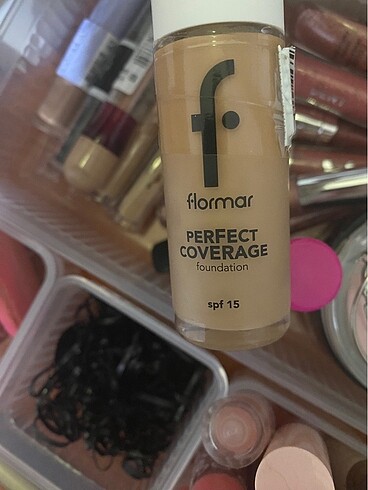 f.
flormar
PERFECT
COVERAGE
foundation
spf 15